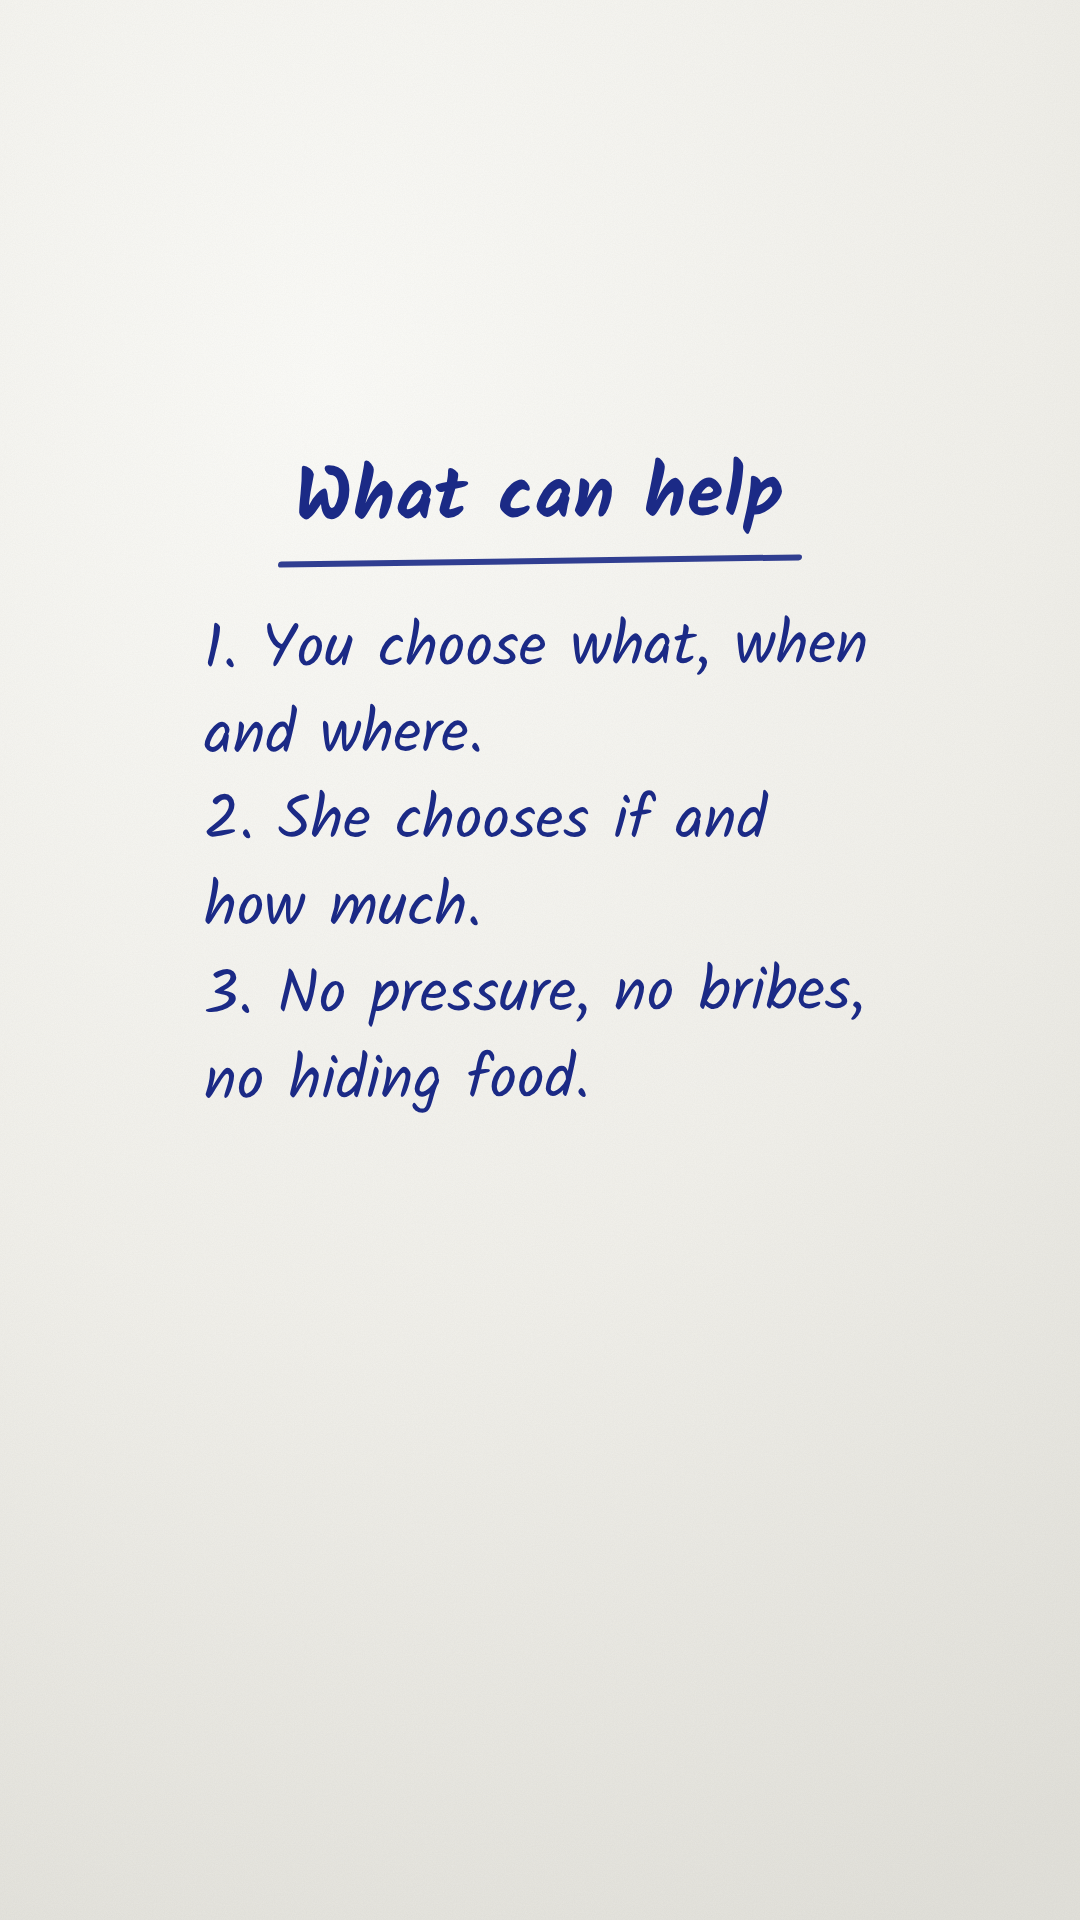 What can help
1. You choose what, when
and where.
2. She chooses if and
how much.
3. No pressure, no bribes,
no hiding food.